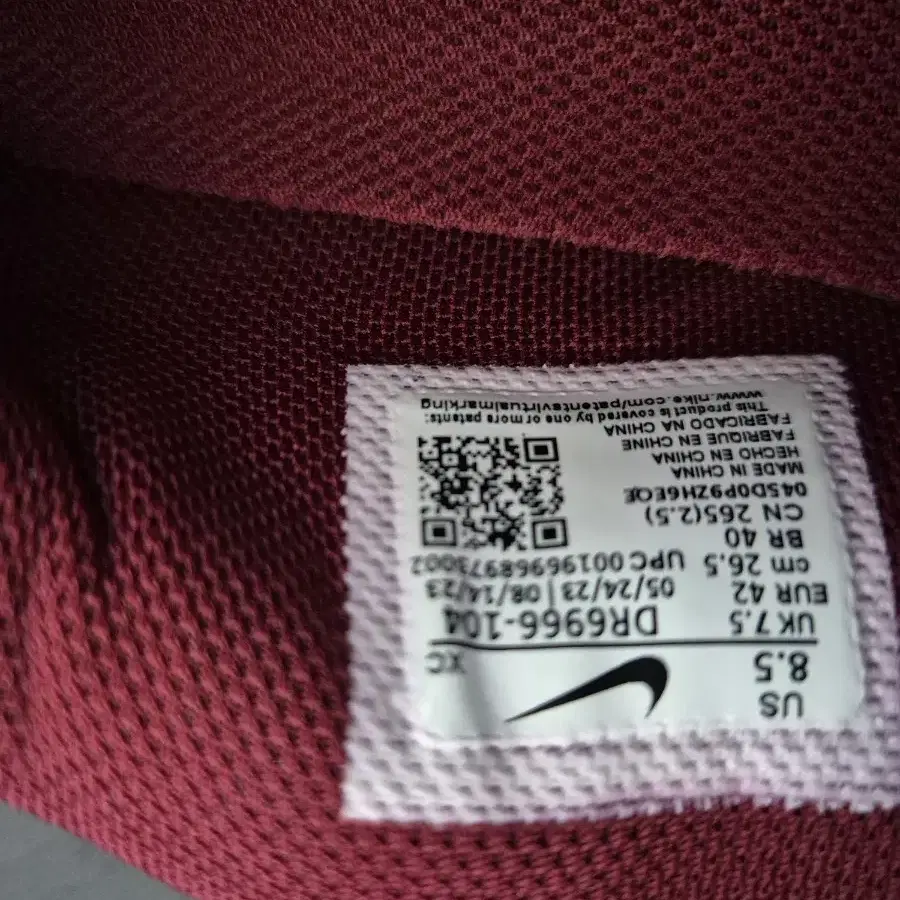 US
8.5
XC
UK 7.5
DR6966-104
EUR 42
05/24/23 | 08/14/23
cm 26.5
UPC 00196968973002
BR 40
CN 265(2.5)
04SD0P9ZH6EQE
MADE IN CHINA
HECHO EN CHINA
FABRIQUE EN CHINE
FABRICADO NA CHINA
This product is covered by one or more patents:
www.nike.com/patentsvirtualmarking